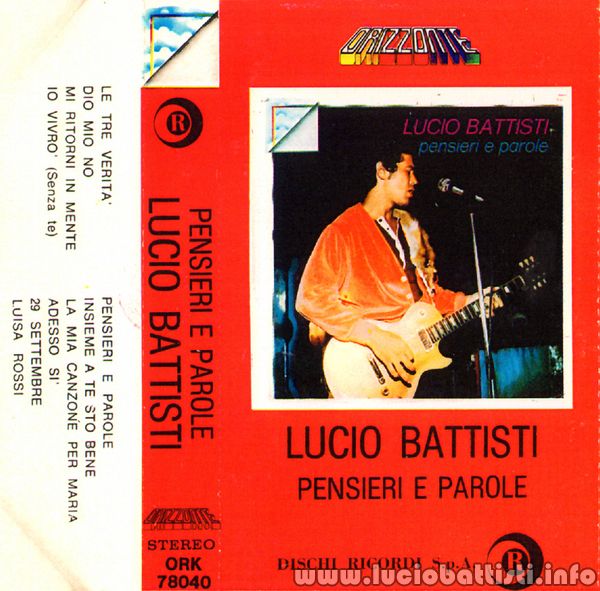 LE TRE VERITA'
DIO MIO NO
MI RITORNI IN MENTE
IO VIVRO' (Senza te)
PENSIERI E PAROLE
INSIEME A TE STO BENE
LA MIA CANZONE PER MARIA
ADESSO SI'
29 SETTEMBRE
LUISA ROSSI
R
PENSIERI E PAROLE
LUCIO BATTISTI
ORIZZONTE
STEREO
ORK
78040
ORIZZONTE
LUCIO BATTISTI
pensieri e parole
LUCIO BATTISTI
PENSIERI E PAROLE
DISCHI RICORDI S.p.A.
R
www.luciobattisti.info